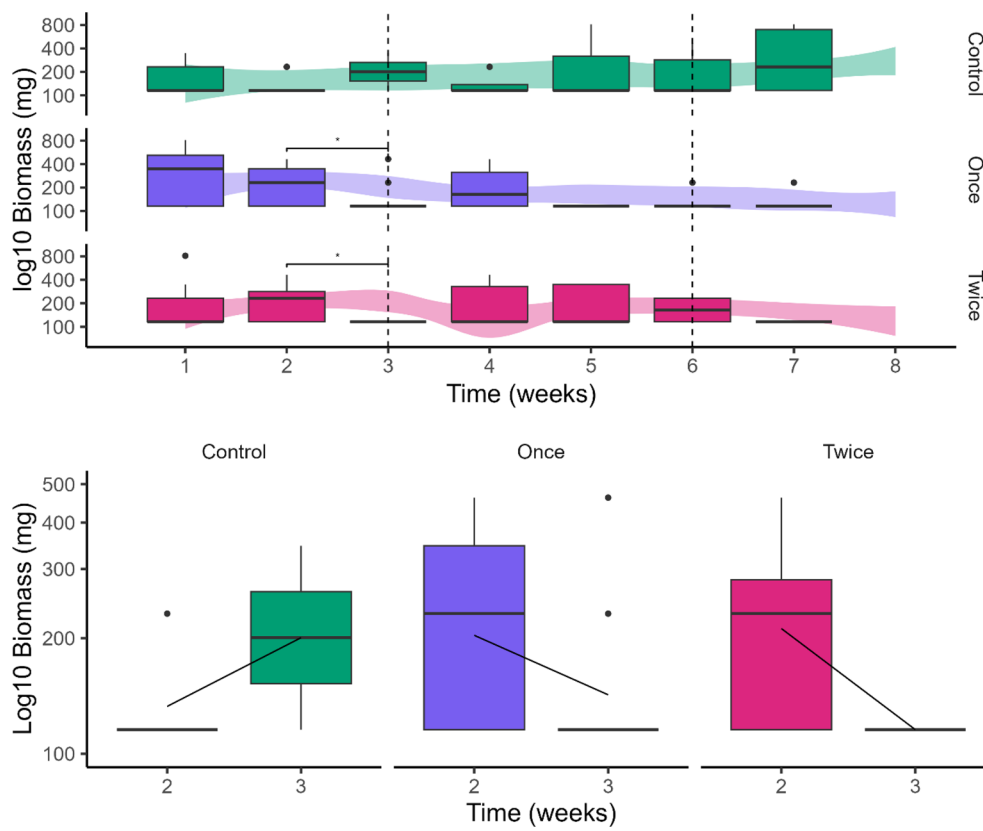 log10 Biomass (mg)
800
400
200
100
Control
800
400
200
100
*
Once
800
400
200
100
*
Twice
1 2 3 4 5 6 7 8
Time (weeks)
Control Once Twice
Log10 Biomass (mg)
500
400
300
200
100
2 3 2 3 2 3
Time (weeks)